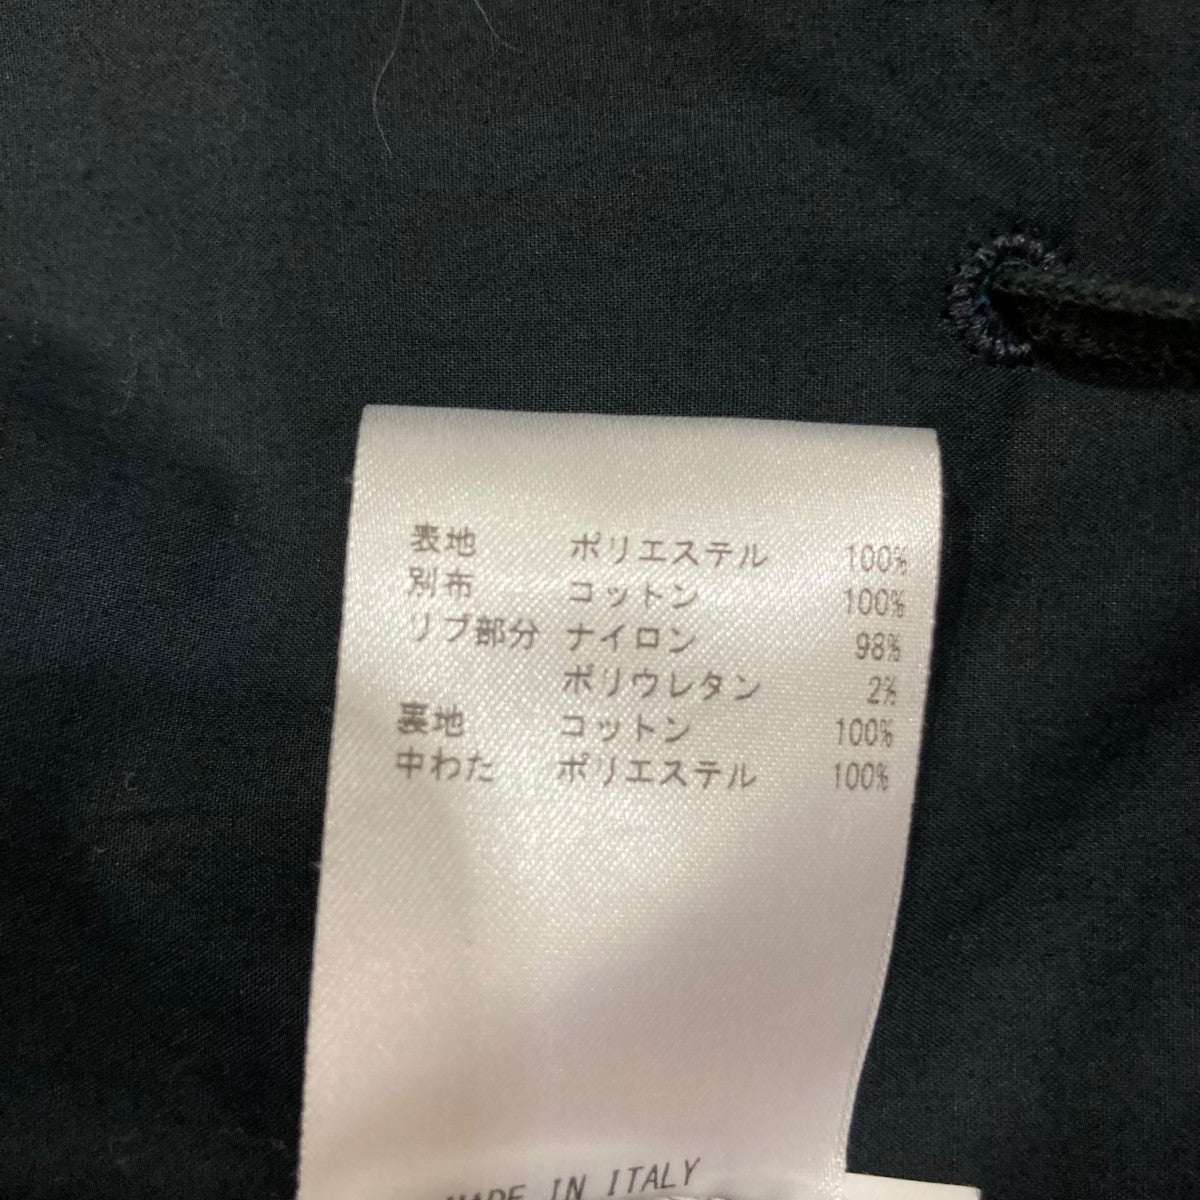 表地 ポリエステル 100%
別布 コットン 100%
リブ部分 ナイロン 98%
ポリウレタン 2%
裏地 コットン 100%
中わた ポリエステル 100%
MADE IN ITALY